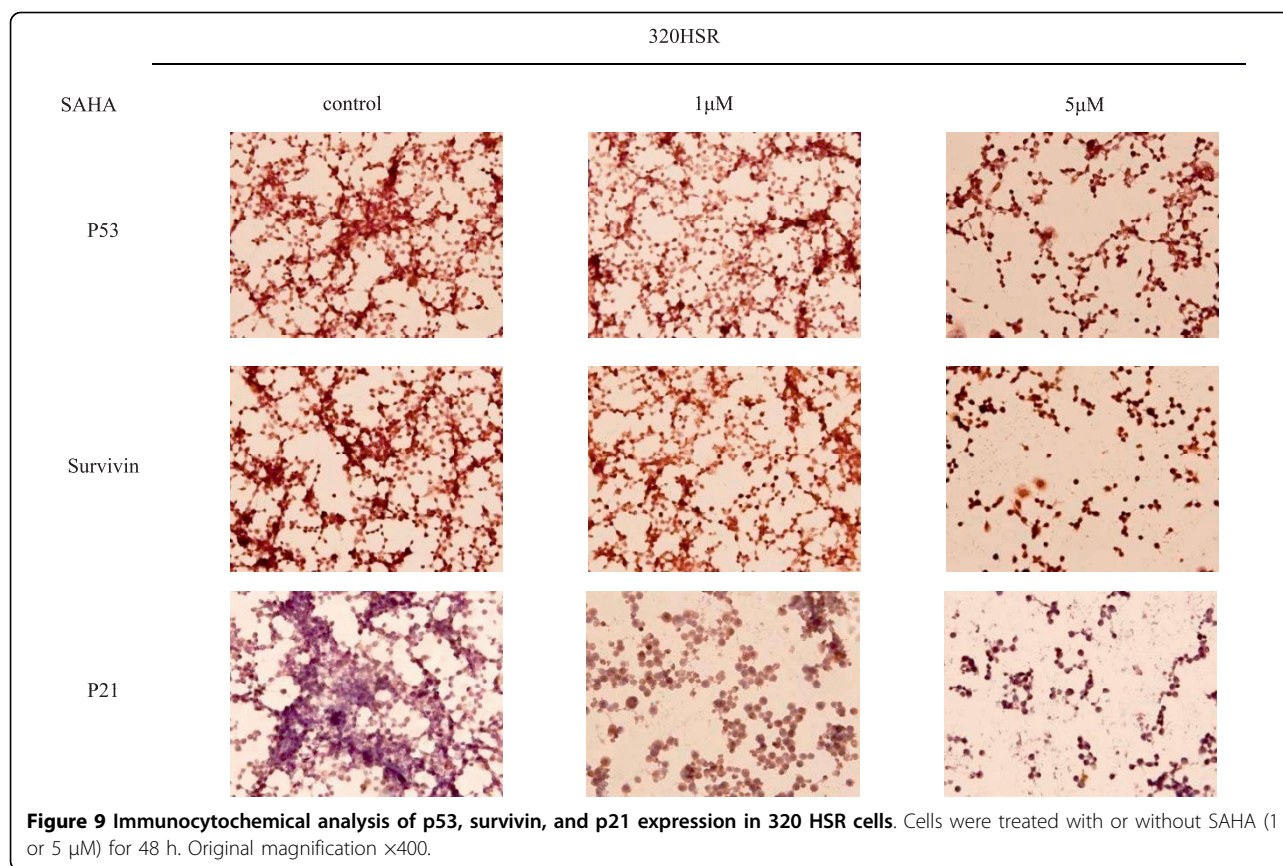 320HSR
SAHA control 1μM 5μM
P53
Survivin
P21
Figure 9 Immunocytochemical analysis of p53, survivin, and p21 expression in 320 HSR cells. Cells were treated with or without SAHA (1
or 5 μM) for 48 h. Original magnification ×400.